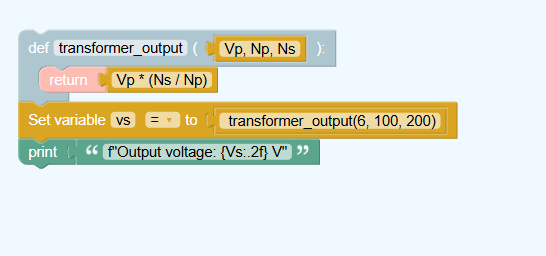 def transformer_output ( Vp, Np, Ns ):
return Vp * (Ns / Np)
Set variable vs = to transformer_output(6, 100, 200)
print “ f"Output voltage: {Vs:.2f} V" ”